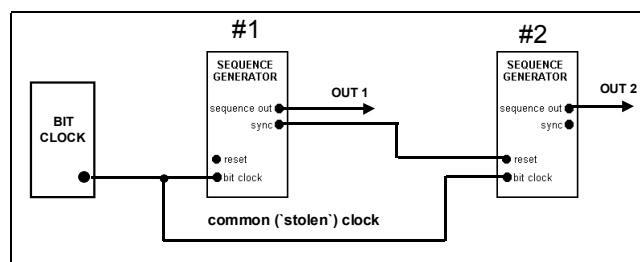 #1
#2
SEQUENCE
GENERATOR
sequence out
sync
reset
bit clock
OUT 1
SEQUENCE
GENERATOR
sequence out
sync
reset
bit clock
OUT 2
BIT
CLOCK
common (`stolen`) clock